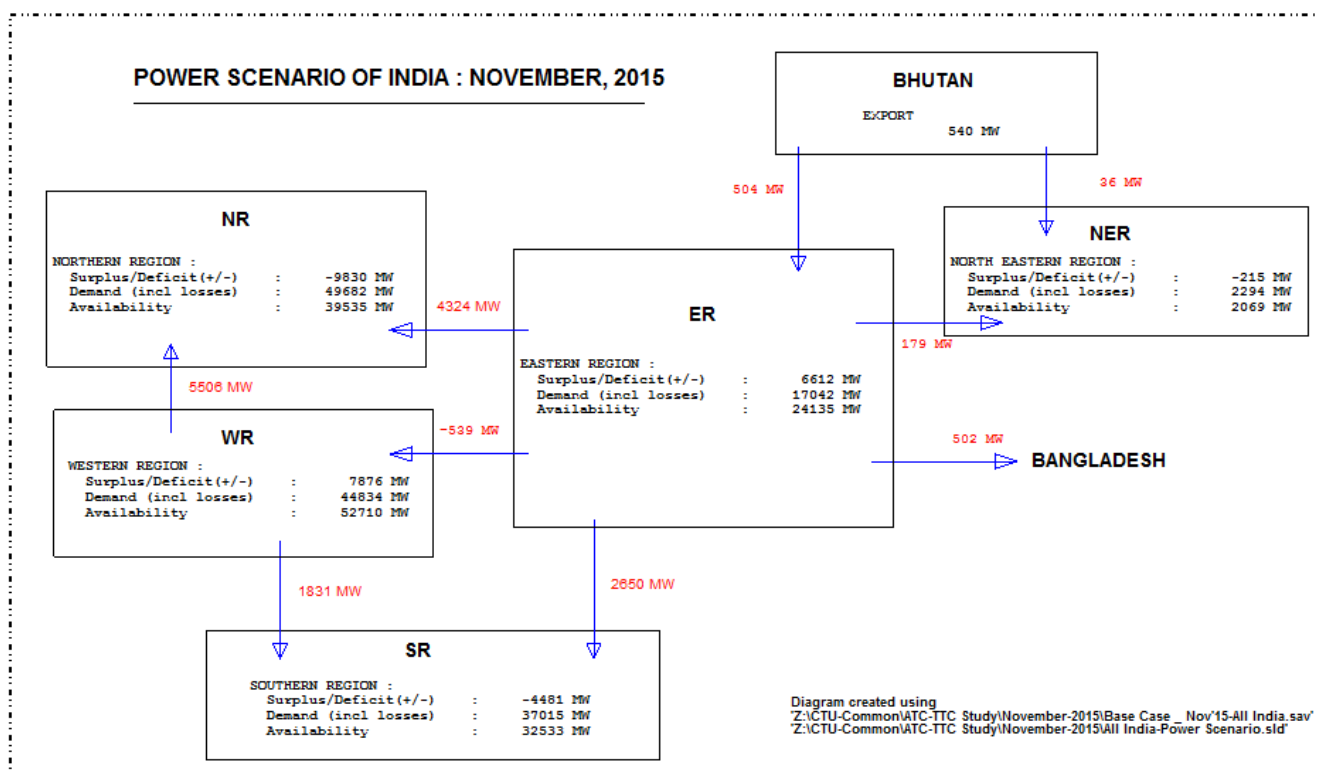 POWER SCENARIO OF INDIA : NOVEMBER, 2015
BHUTAN
EXPORT
540 MW
504 MW
36 MW
NR
NORTHERN REGION :
Surplus/Deficit(+/-) : -9830 MW
Demand (incl losses) : 49682 MW
Availability : 39535 MW
NER
NORTH EASTERN REGION :
Surplus/Deficit(+/-) : -215 MW
Demand (incl losses) : 2294 MW
Availability : 2069 MW
4324 MW
ER
EASTERN REGION :
Surplus/Deficit(+/-) : 6612 MW
Demand (incl losses) : 17042 MW
Availability : 24135 MW
179 MW
5506 MW
-539 MW
502 MW
BANGLADESH
WR
WESTERN REGION :
Surplus/Deficit(+/-) : 7876 MW
Demand (incl losses) : 44834 MW
Availability : 52710 MW
1831 MW
2650 MW
SR
SOUTHERN REGION :
Surplus/Deficit(+/-) : -4481 MW
Demand (incl losses) : 37015 MW
Availability : 32533 MW
Diagram created using
'Z:\CTU-Common\ATC-TTC Study\November-2015\Base Case _ Nov'15-All India.sav'
'Z:\CTU-Common\ATC-TTC Study\November-2015\All India-Power Scenario.sld'